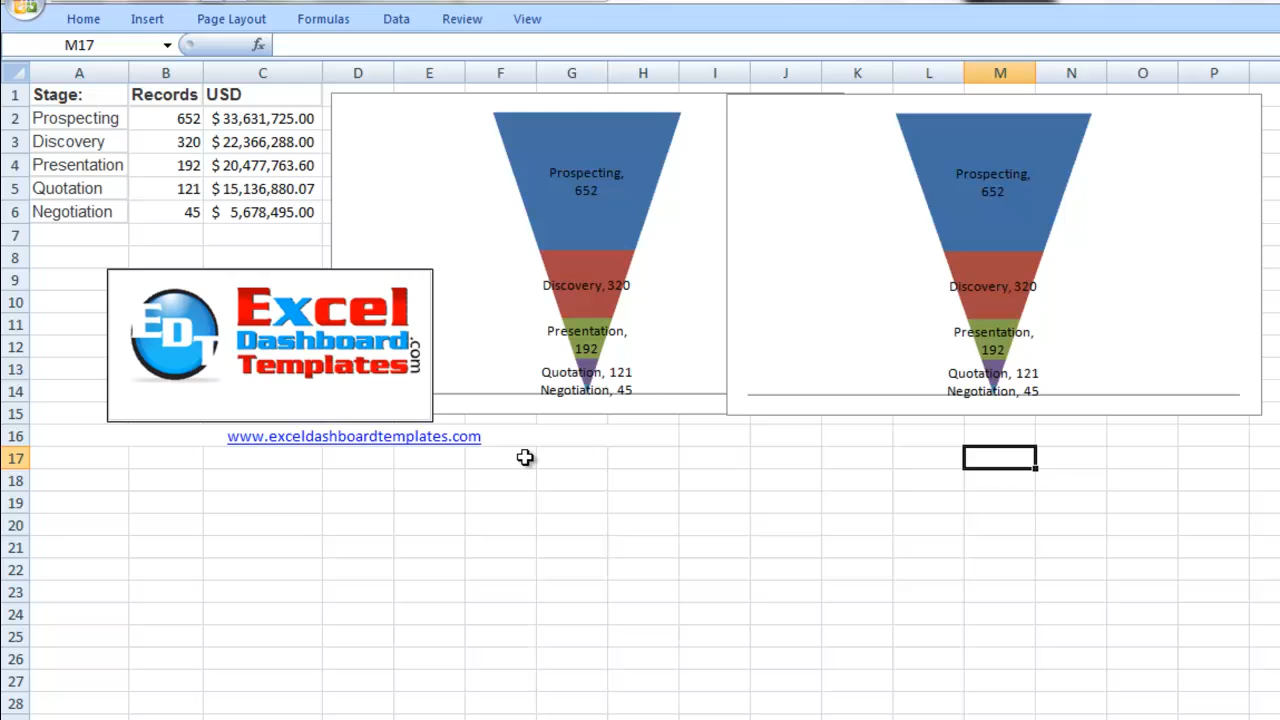 Home Insert Page Layout Formulas Data Review View
M17 fx
A B C D E F G H I J K L M N O P
1 Stage: Records USD
2 Prospecting 652 $ 33,631,725.00
3 Discovery 320 $ 22,366,288.00
4 Presentation 192 $ 20,477,763.60
5 Quotation 121 $ 15,136,880.07
6 Negotiation 45 $ 5,678,495.00
7
8
9
10
11
12
13
14
15
16
17
18
19
20
21
22
23
24
25
26
27
28
Prospecting,
652
Discovery, 320
Presentation,
192
Quotation, 121
Negotiation, 45
Prospecting,
652
Discovery, 320
Presentation,
192
Quotation, 121
Negotiation, 45
EDT
Excel
Dashboard
Templates
.com
www.exceldashboardtemplates.com